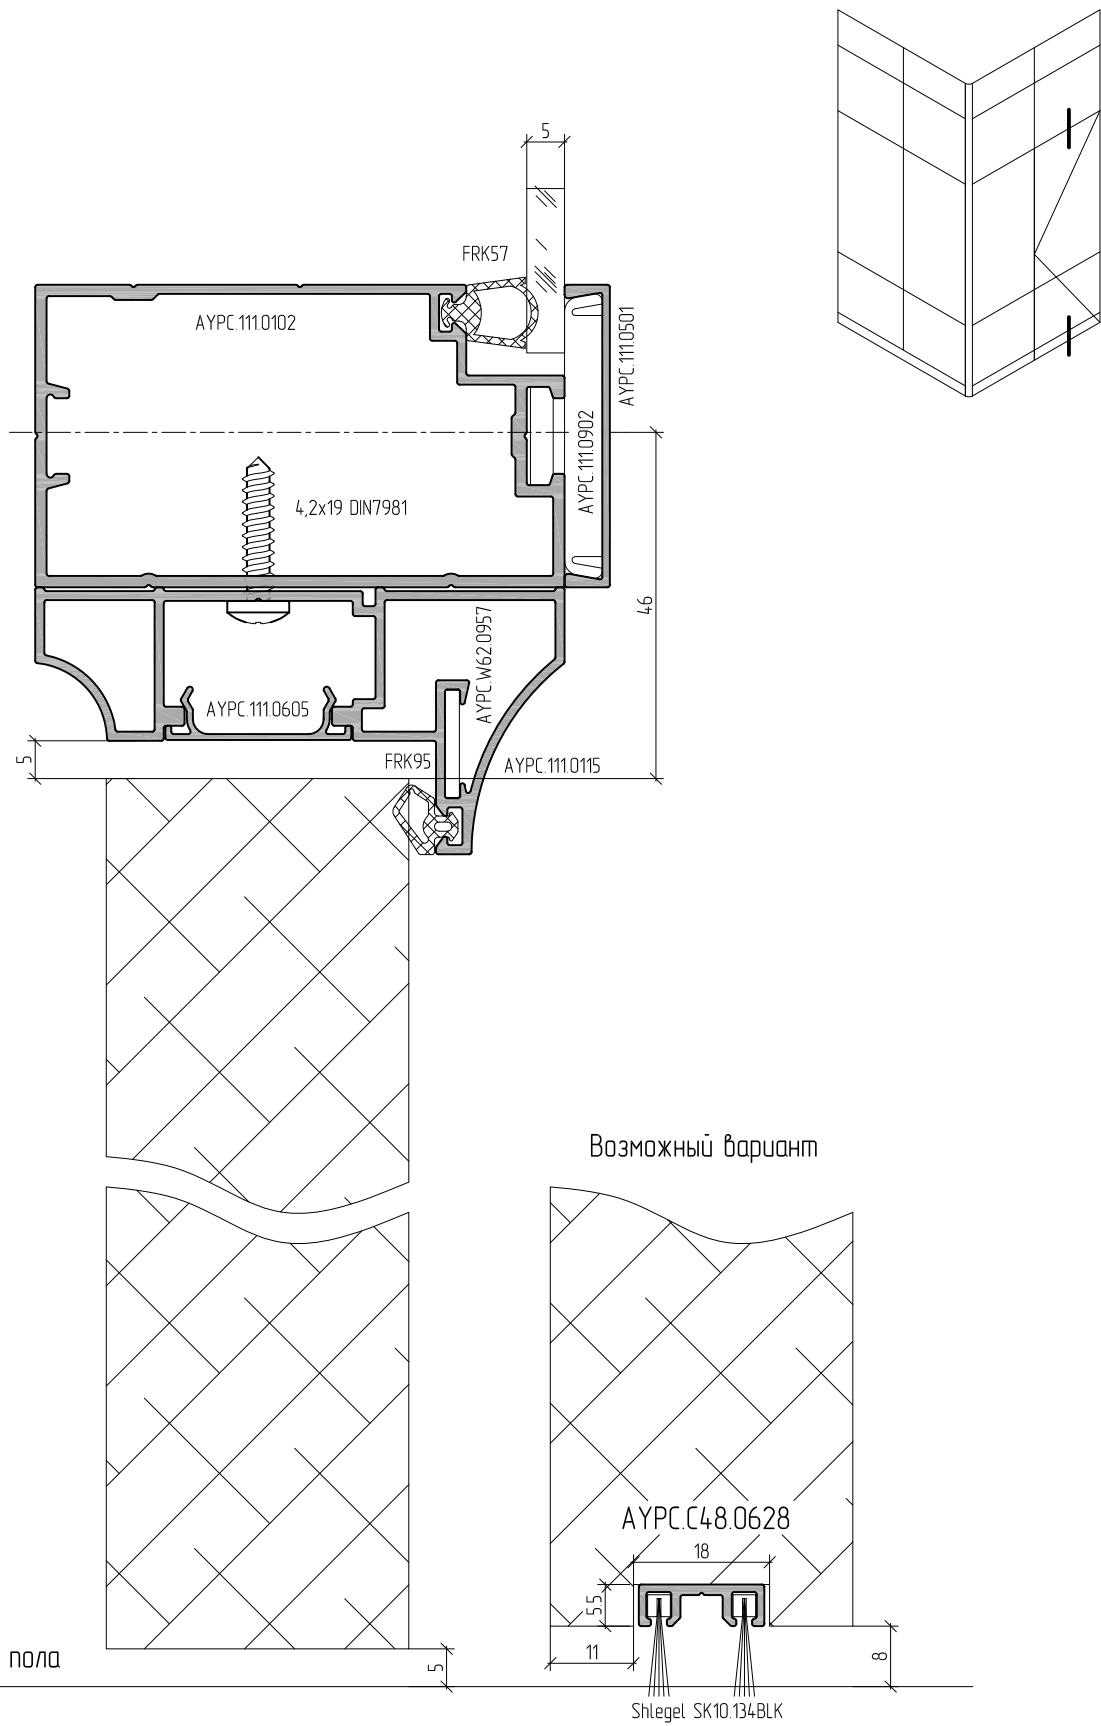 5
FRK57
AYPC.111.0102
AYPC.111.0501
AYPC.111.0902
4,2x19 DIN7981
46
AYPC.W62.0957
AYPC.111.0605
5
FRK95
AYPC.111.0115
Возможный вариант
AYPC.C48.0628
18
5.5
11
8
пола
5
Shlegel SK10.134BLK